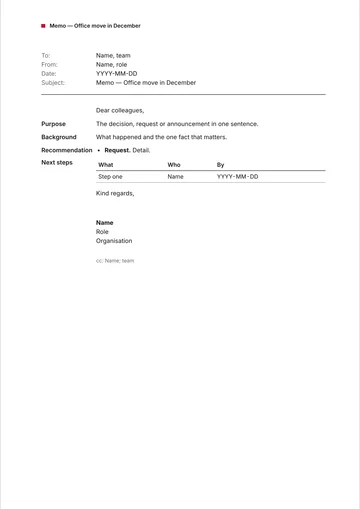 Memo — Office move in December
To: Name, team
From: Name, role
Date: YYYY-MM-DD
Subject: Memo — Office move in December
Dear colleagues,
Purpose The decision, request or announcement in one sentence.
Background What happened and the one fact that matters.
Recommendation • Request. Detail.
Next steps What Who By
Step one Name YYYY-MM-DD
Kind regards,
Name
Role
Organisation
cc: Name; team